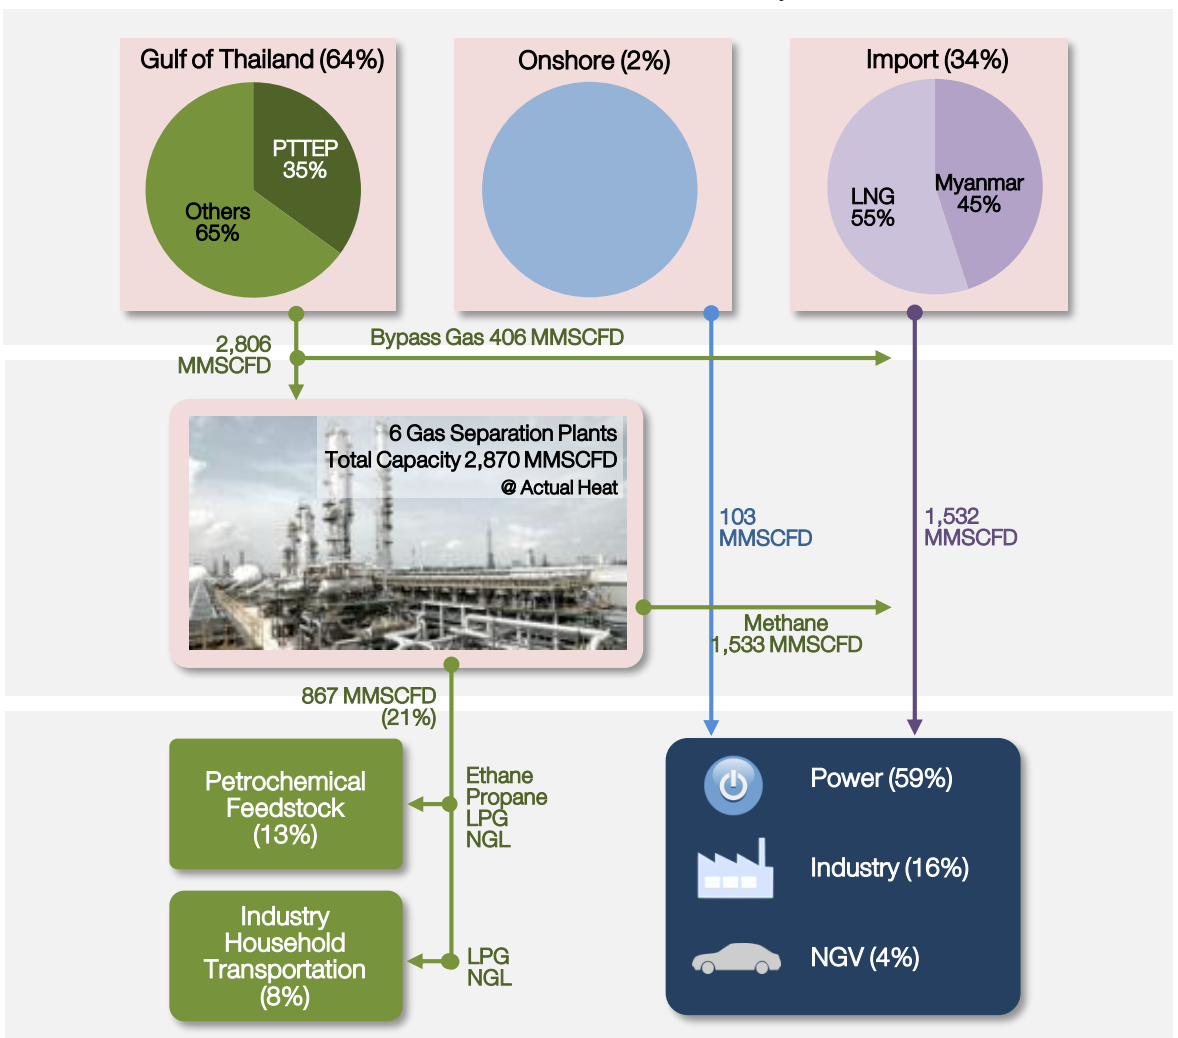 Gulf of Thailand (64%)
PTTEP
35%
Others
65%
Onshore (2%)
Import (34%)
LNG
55%
Myanmar
45%
2,806
MMSCFD
Bypass Gas 406 MMSCFD
6 Gas Separation Plants
Total Capacity 2,870 MMSCFD
@ Actual Heat
103
MMSCFD
1,532
MMSCFD
Methane
1,533 MMSCFD
867 MMSCFD
(21%)
Petrochemical
Feedstock
(13%)
Ethane
Propane
LPG
NGL
Industry
Household
Transportation
(8%)
LPG
NGL
Power (59%)
Industry (16%)
NGV (4%)